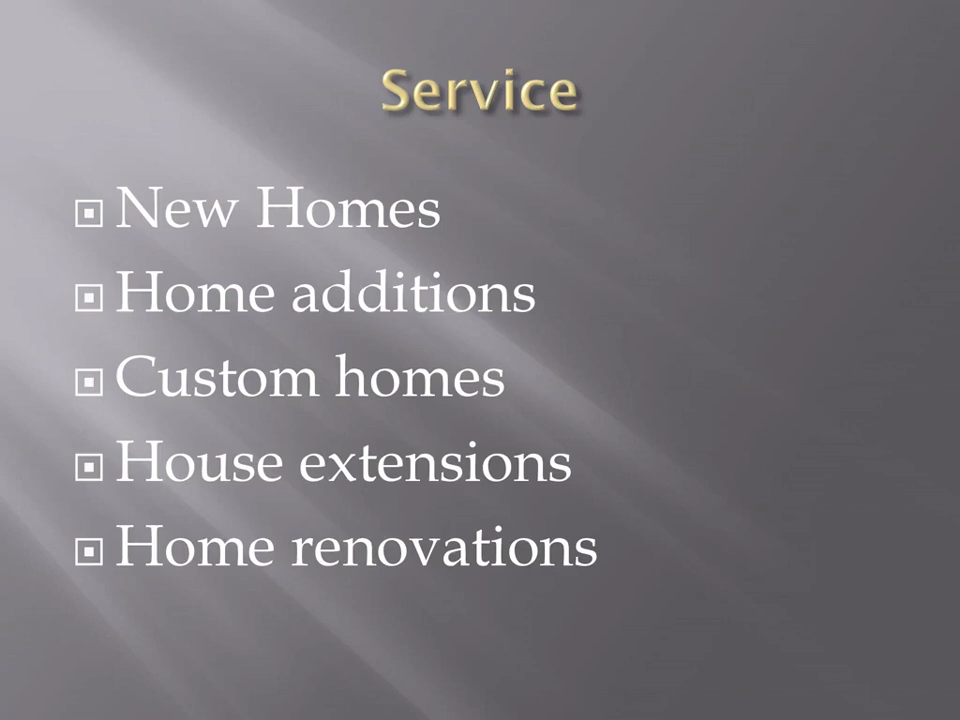 Service
New Homes
Home additions
Custom homes
House extensions
Home renovations